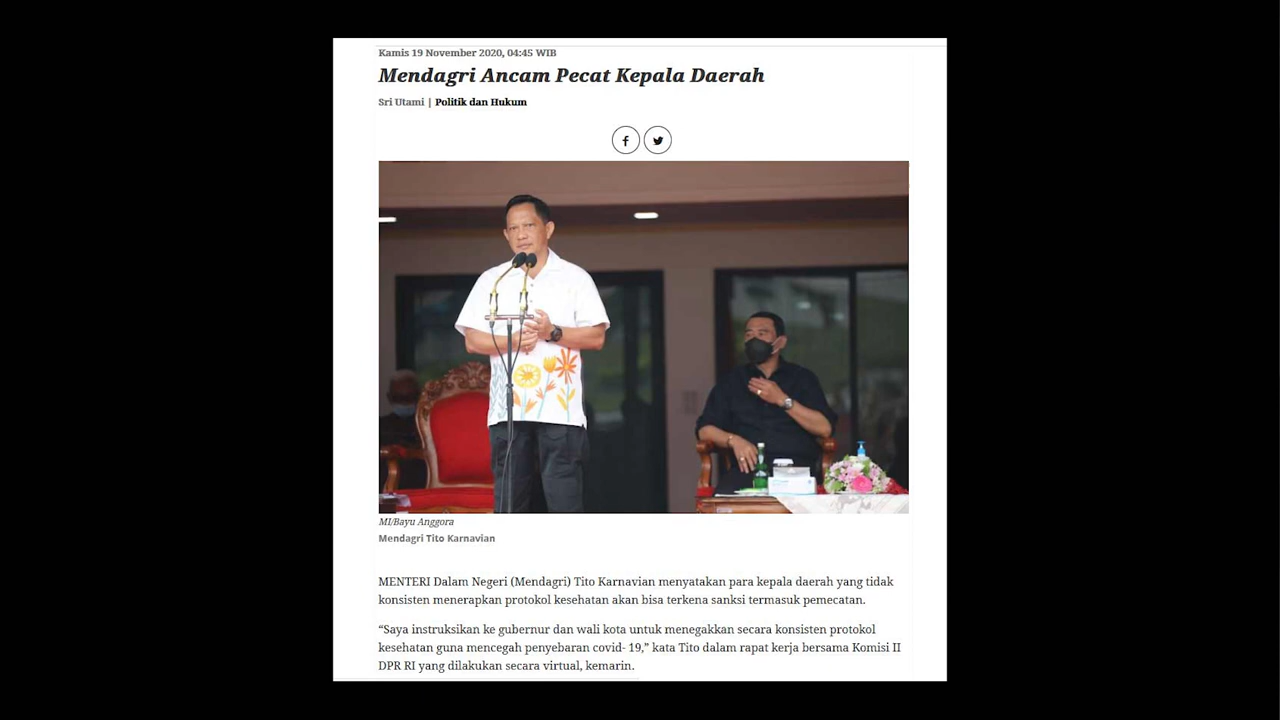 Kamis 19 November 2020, 04:45 WIB
Mendagri Ancam Pecat Kepala Daerah
Sri Utami | Politik dan Hukum
MI/Bayu Anggora
Mendagri Tito Karnavian
MENTERI Dalam Negeri (Mendagri) Tito Karnavian menyatakan para kepala daerah yang tidak
konsisten menerapkan protokol kesehatan akan bisa terkena sanksi termasuk pemecatan.
“Saya instruksikan ke gubernur dan wali kota untuk menegakkan secara konsisten protokol
kesehatan guna mencegah penyebaran covid- 19,” kata Tito dalam rapat kerja bersama Komisi II
DPR RI yang dilakukan secara virtual, kemarin.